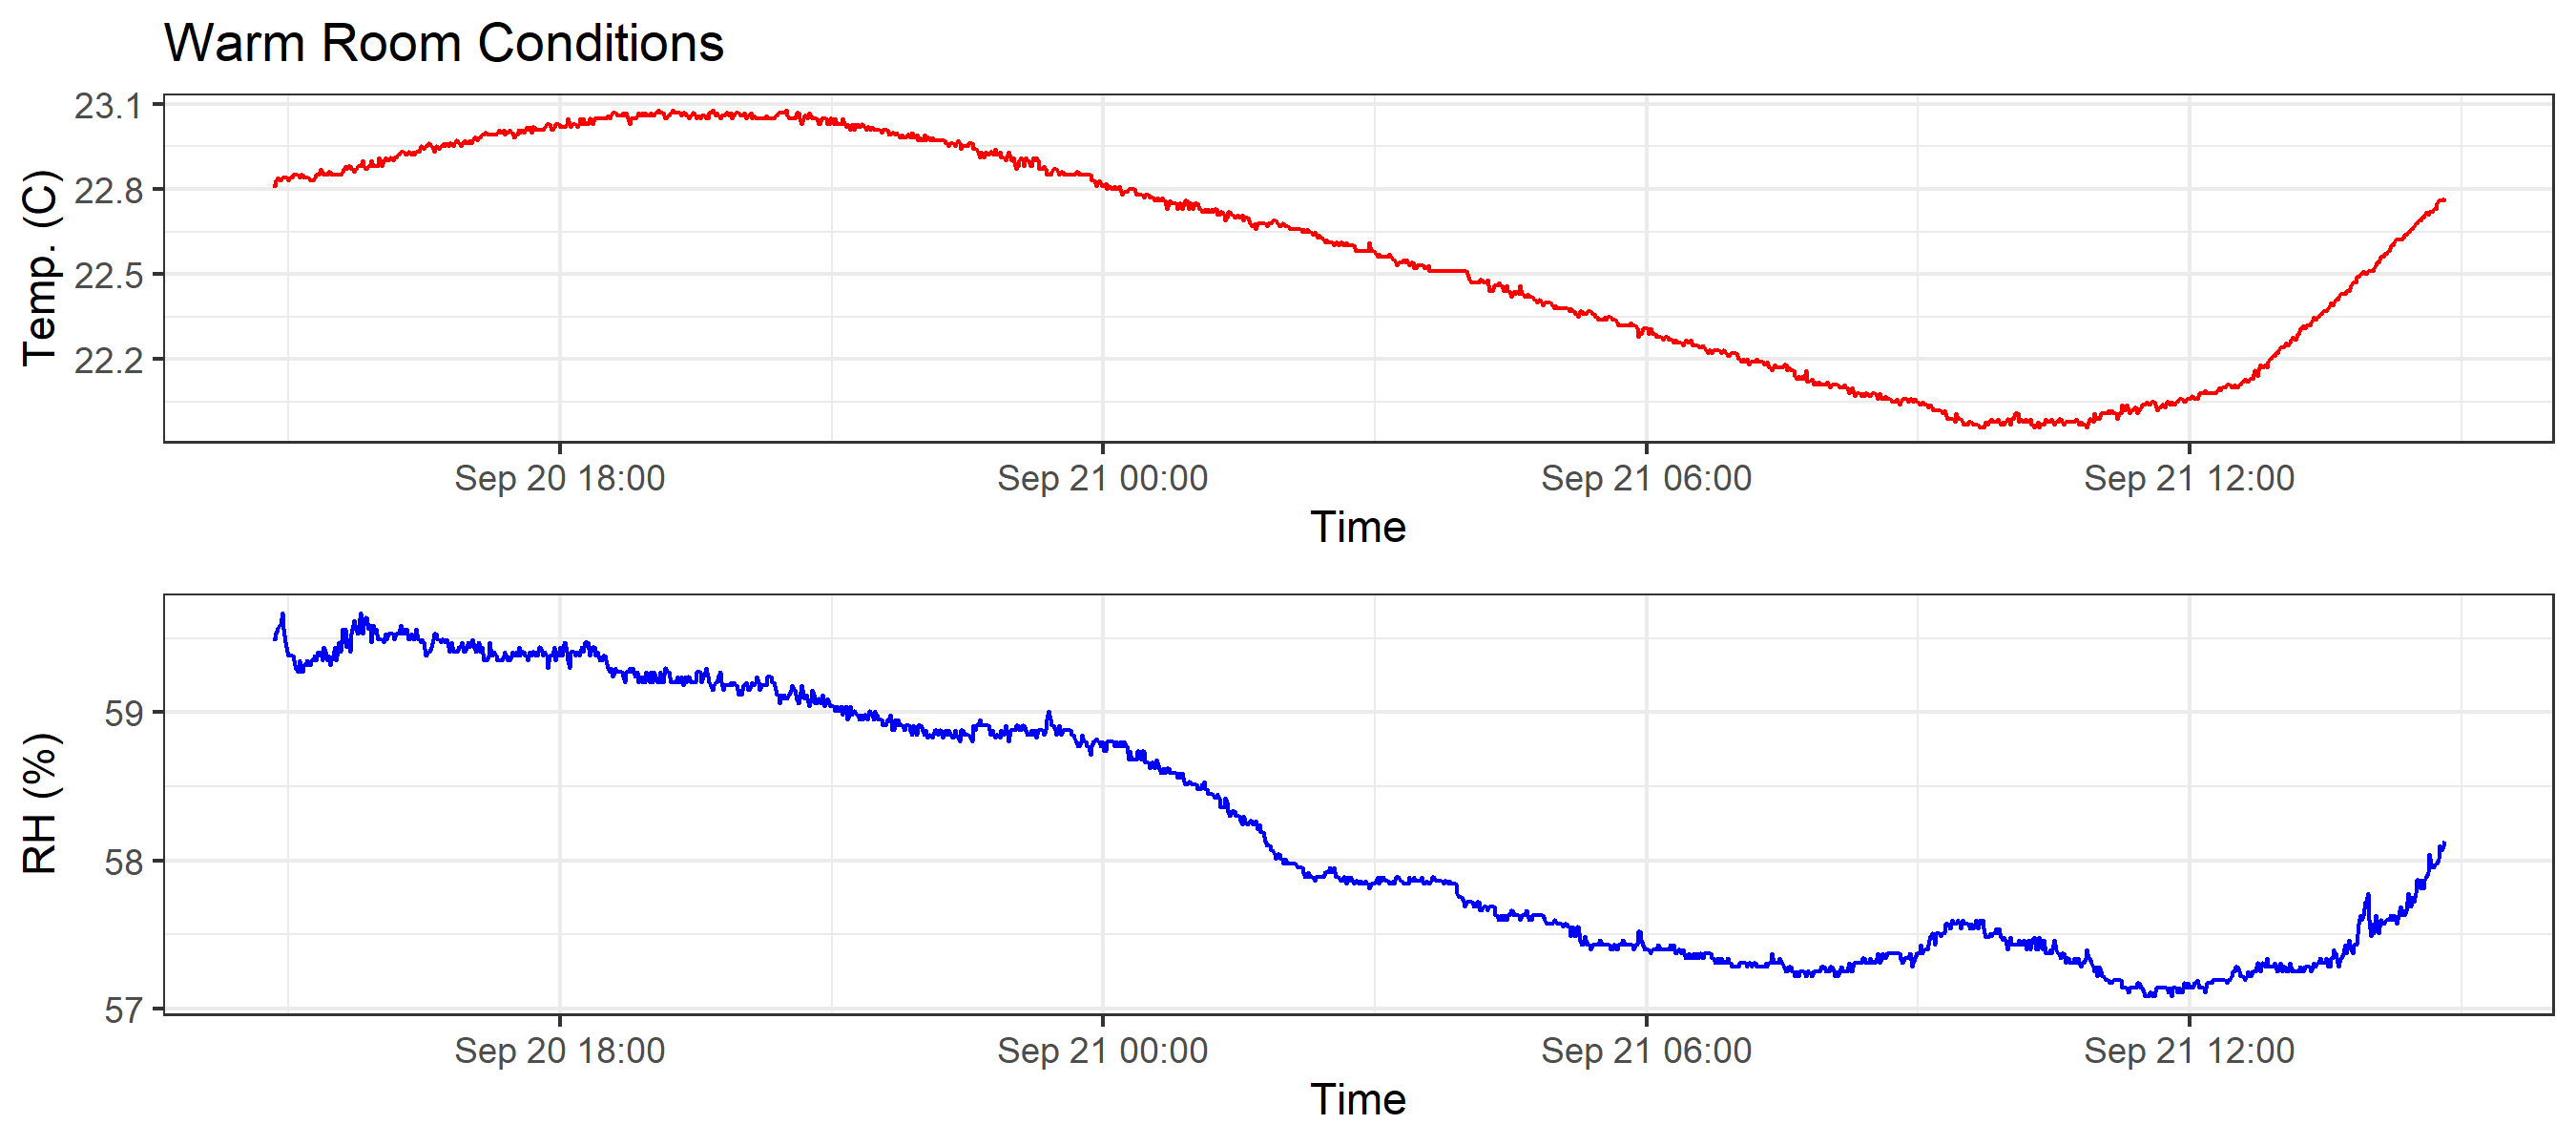 Warm Room Conditions
Temp. (C)
23.1
22.8
22.5
22.2
Sep 20 18:00 Sep 21 00:00 Sep 21 06:00 Sep 21 12:00
Time
RH (%)
59
58
57
Sep 20 18:00 Sep 21 00:00 Sep 21 06:00 Sep 21 12:00
Time